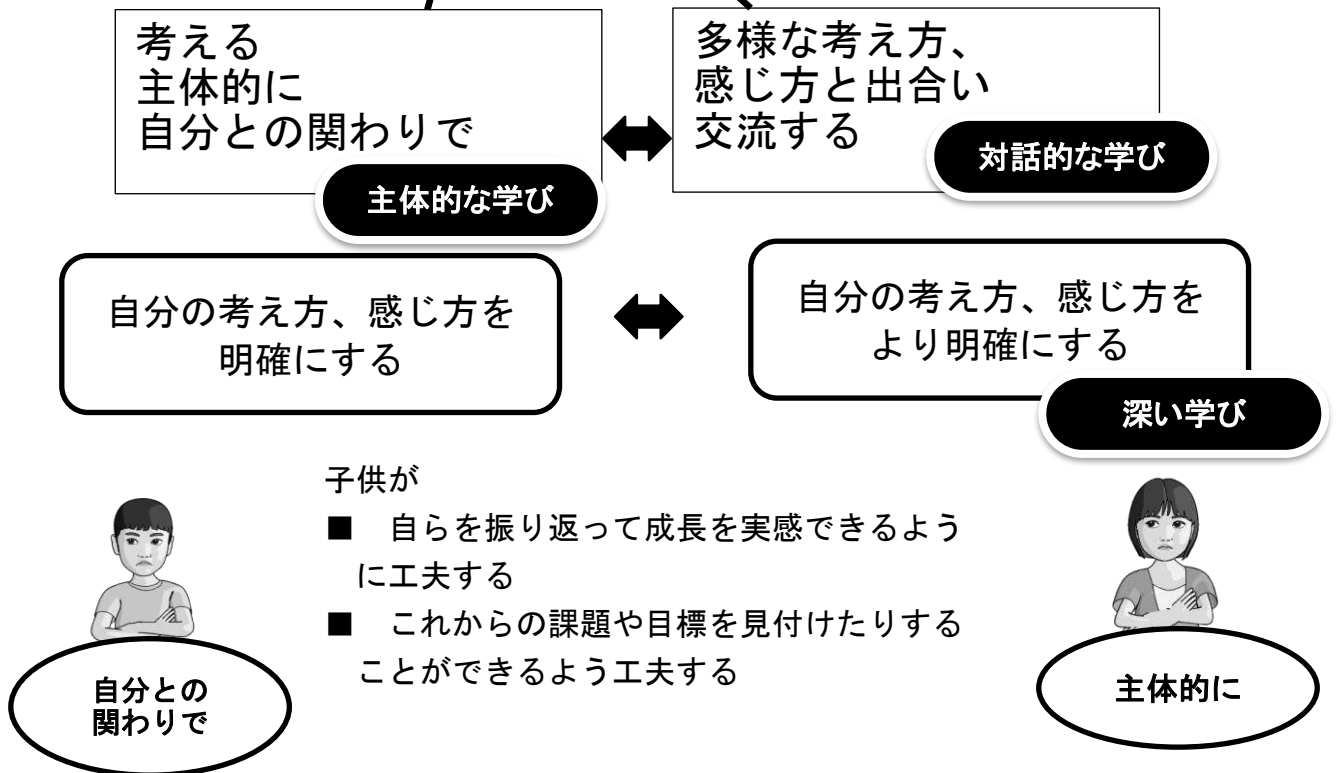 考える
主体的に
自分との関わりで
主体的な学び
多様な考え方、
感じ方と出合い
交流する
対話的な学び
自分の考え方、感じ方を
明確にする
自分の考え方、感じ方を
より明確にする
深い学び
子供が
■ 自らを振り返って成長を実感できるよう
に工夫する
■ これからの課題や目標を見付けたりする
ことができるよう工夫する
自分との
関わりで
主体的に